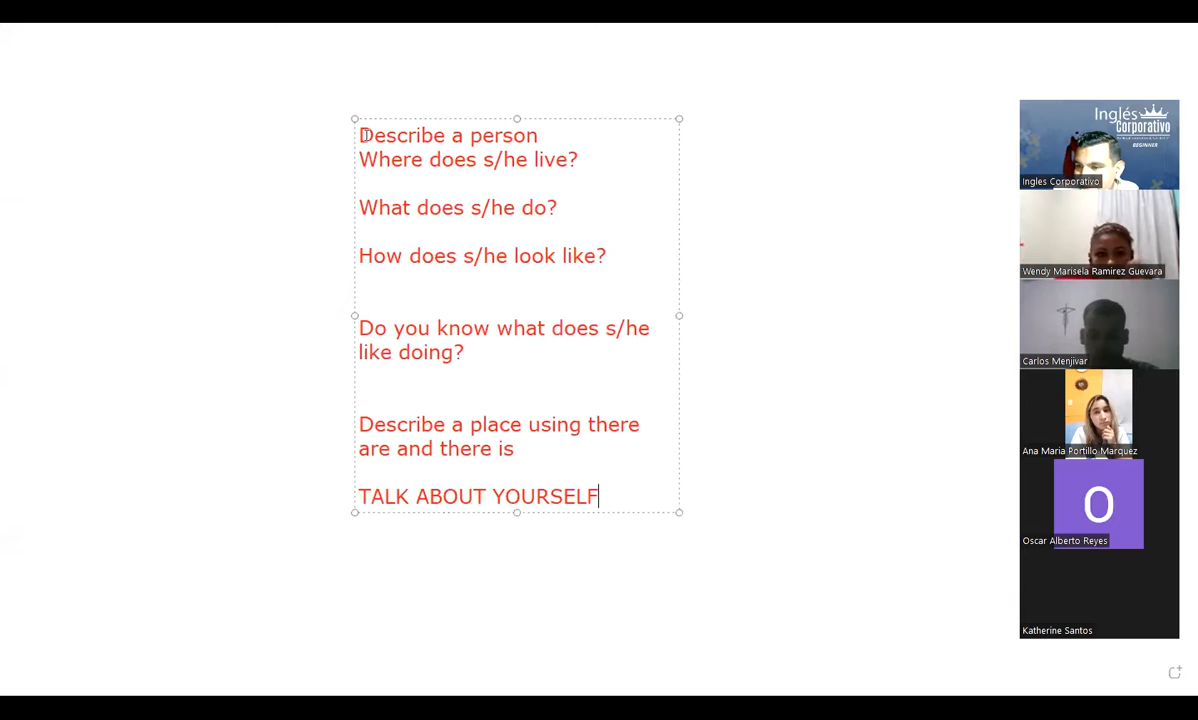 Describe a person
Where does s/he live?
What does s/he do?
How does s/he look like?
Do you know what does s/he
like doing?
Describe a place using there
are and there is
TALK ABOUT YOURSELF
Inglés
Corporativo
BEGINNER
Ingles Corporativo
Wendy Marisela Ramirez Guevara
Carlos Menjivar
Ana Maria Portillo Marquez
O
Oscar Alberto Reyes
Katherine Santos